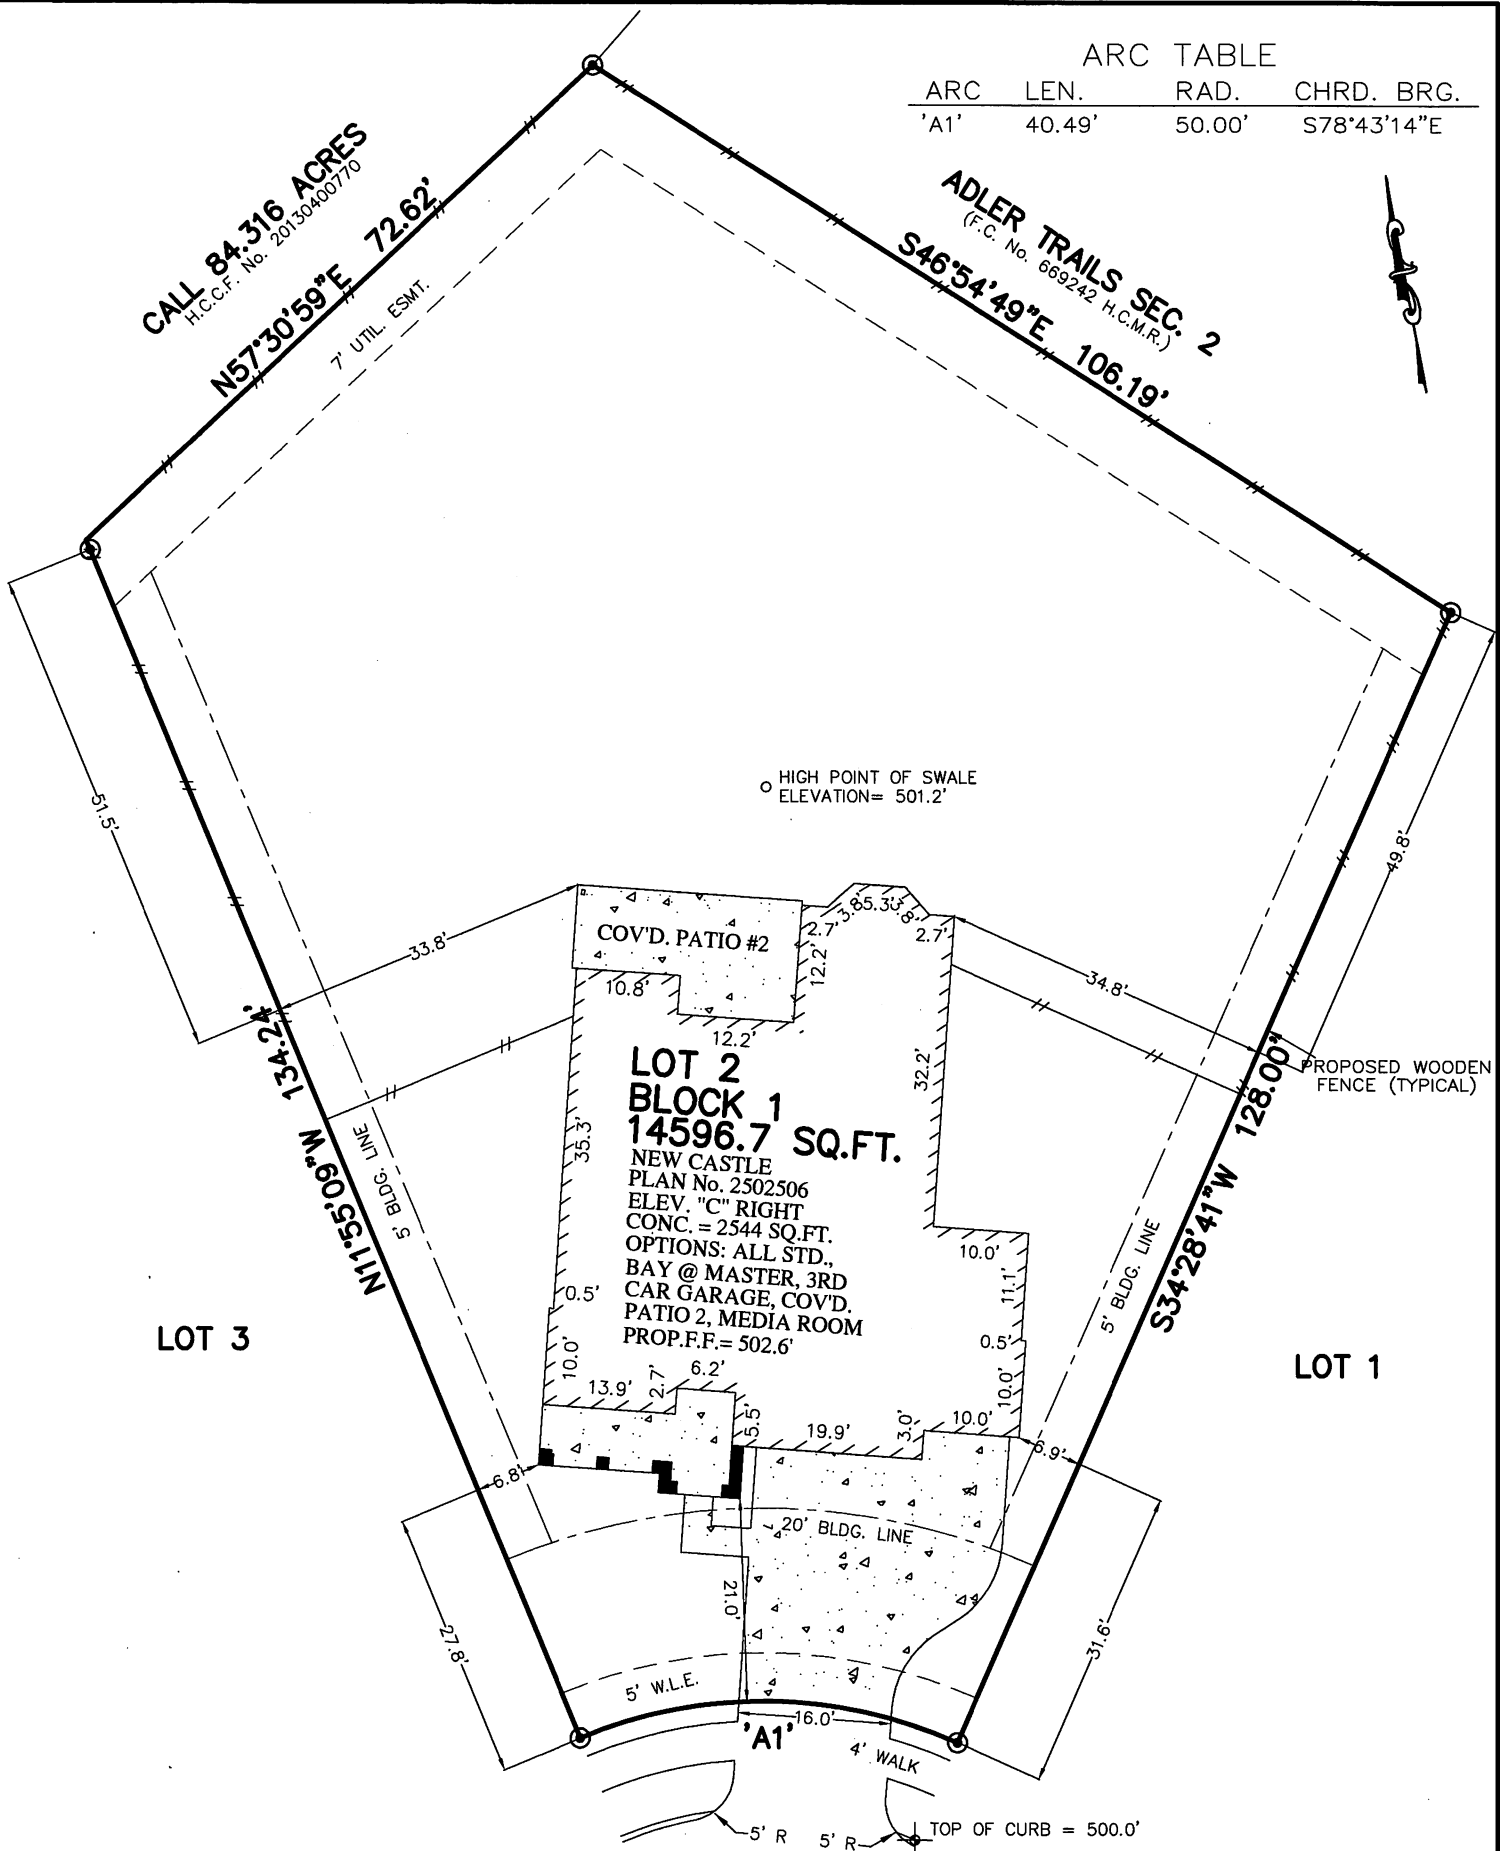 ARC TABLE
ARC LEN. RAD. CHRD. BRG.
'A1' 40.49' 50.00' S78°43'14"E
CALL 84.316 ACRES
H.C.C.F. No. 20130400770
N57°30'59"E 72.62'
7' UTIL. ESMT.
ADLER TRAILS SEC. 2
(F.C. No. 669242 H.C.M.R.)
S46°54'49"E 106.19'
51.5'
HIGH POINT OF SWALE
ELEVATION= 501.2'
49.8'
33.8'
COV'D. PATIO #2
2.7'
3.8'
5.3'
3.8'
2.7'
12.2'
10.8'
12.2'
34.8'
134.24'
N11°55'09"W
5' BLDG. LINE
35.3'
32.2'
LOT 2
BLOCK 1
14596.7 SQ.FT.
NEW CASTLE
PLAN No. 2502506
ELEV. "C" RIGHT
CONC. = 2544 SQ.FT.
OPTIONS: ALL STD.,
BAY @ MASTER, 3RD
CAR GARAGE, COV'D.
PATIO 2, MEDIA ROOM
PROP.F.F.= 502.6'
PROPOSED WOODEN
FENCE (TYPICAL)
128.00'
S34°28'41"W
5' BLDG. LINE
10.0'
11.1'
0.5'
0.5'
10.0'
10.0'
LOT 3
LOT 1
13.9'
2.7'
6.2'
5.5'
19.9'
3.0'
10.0'
6.8'
6.9'
20' BLDG. LINE
21.0'
27.8'
31.6'
5' W.L.E.
16.0'
'A1'
4' WALK
5' R
5' R
TOP OF CURB = 500.0'